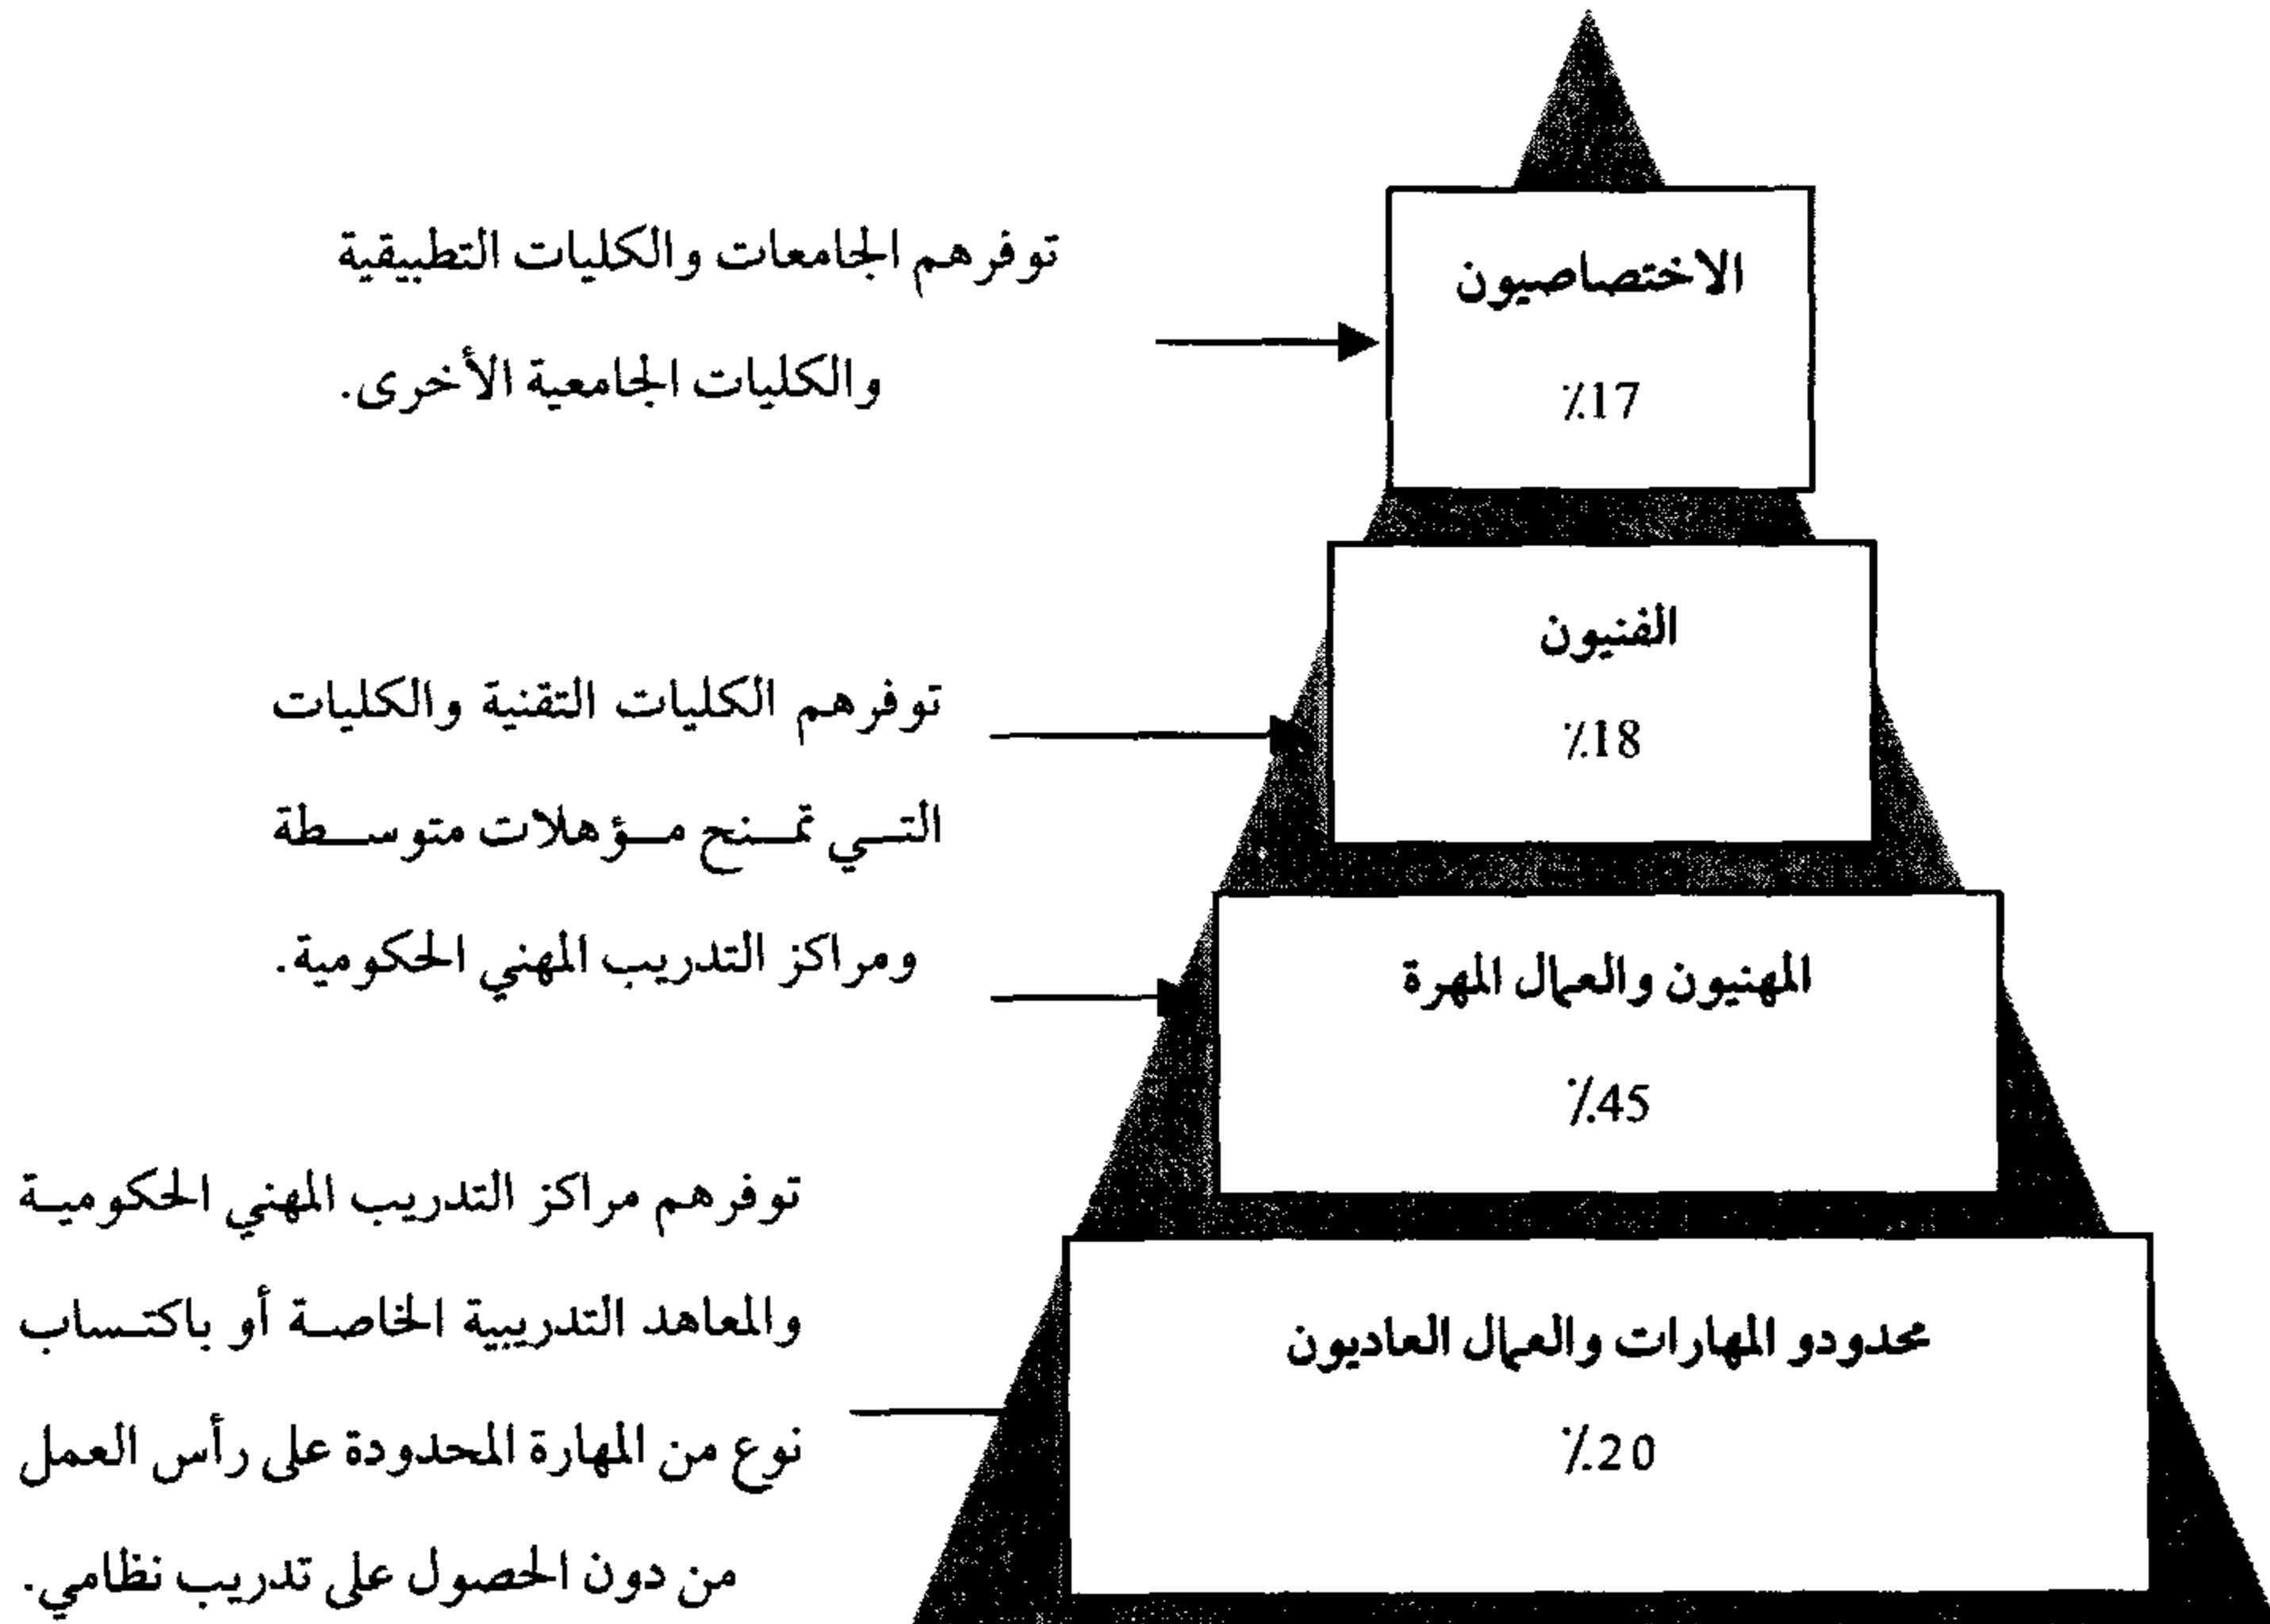 الاختصاصيون
٪17
توفرهم الجامعات والكليات التطبيقية
والكليات الجامعية الأخرى.
الفنيون
٪18
توفرهم الكليات التقنية والكليات
التي تمنح مؤهلات متوسطة
ومراكز التدريب المهني الحكومية.
المهنيون والعمال المهرة
٪45
توفرهم مراكز التدريب المهني الحكومية
والمعاهد التدريبية الخاصة أو باكتساب
نوع من المهارة المحدودة على رأس العمل
من دون الحصول على تدريب نظامي.
محدودو المهارات والعمال العاديون
٪20